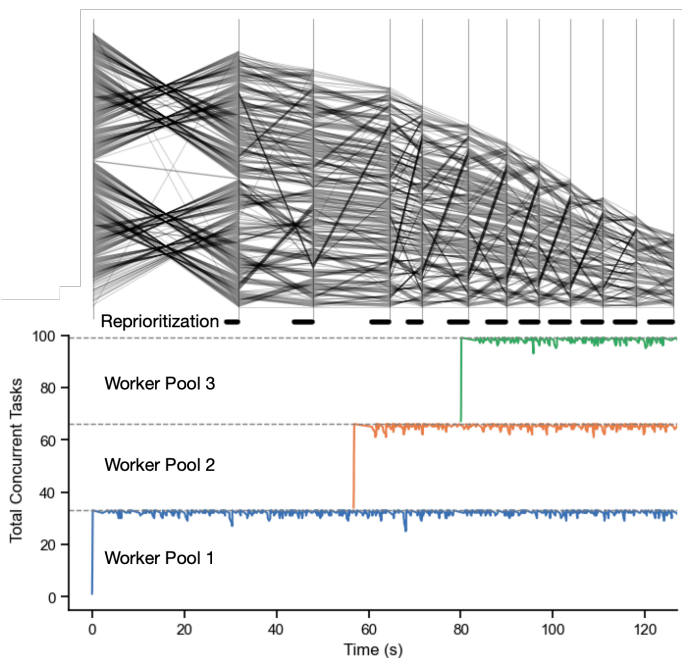 Reprioritization
100
80
60
40
20
0
Total Concurrent Tasks
Worker Pool 3
Worker Pool 2
Worker Pool 1
0 20 40 60 80 100 120
Time (s)